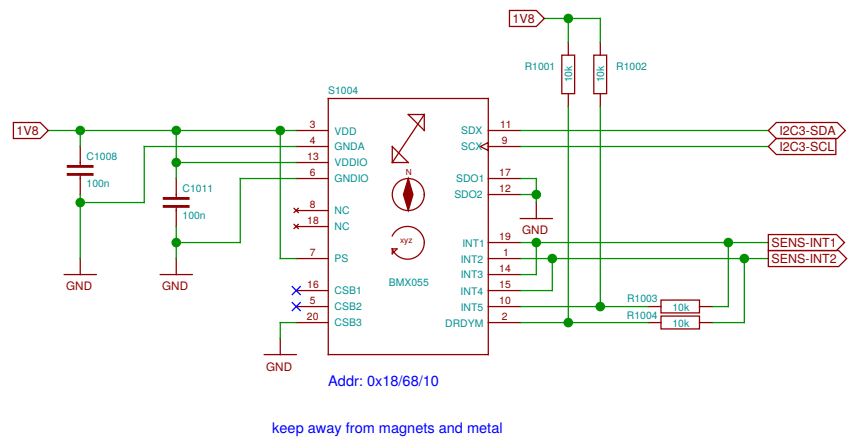 1V8
R1001
10k
10k
R1002
S1004
1V8
3
VDD
SDX
11
I2C3-SDA
4
GNDA
SCX
9
I2C3-SCL
C1008
100n
13
VDDIO
6
GNDIO
SDO1
17
SDO2
12
C1011
100n
N
8
NC
18
NC
GND
xyz
INT1
19
SENS-INT1
7
PS
INT2
1
SENS-INT2
INT3
14
GND
GND
BMX055
16
CSB1
INT4
15
5
CSB2
INT5
10
R1003
10k
20
CSB3
DRDYM
2
R1004
10k
GND
Addr: 0x18/68/10
keep away from magnets and metal